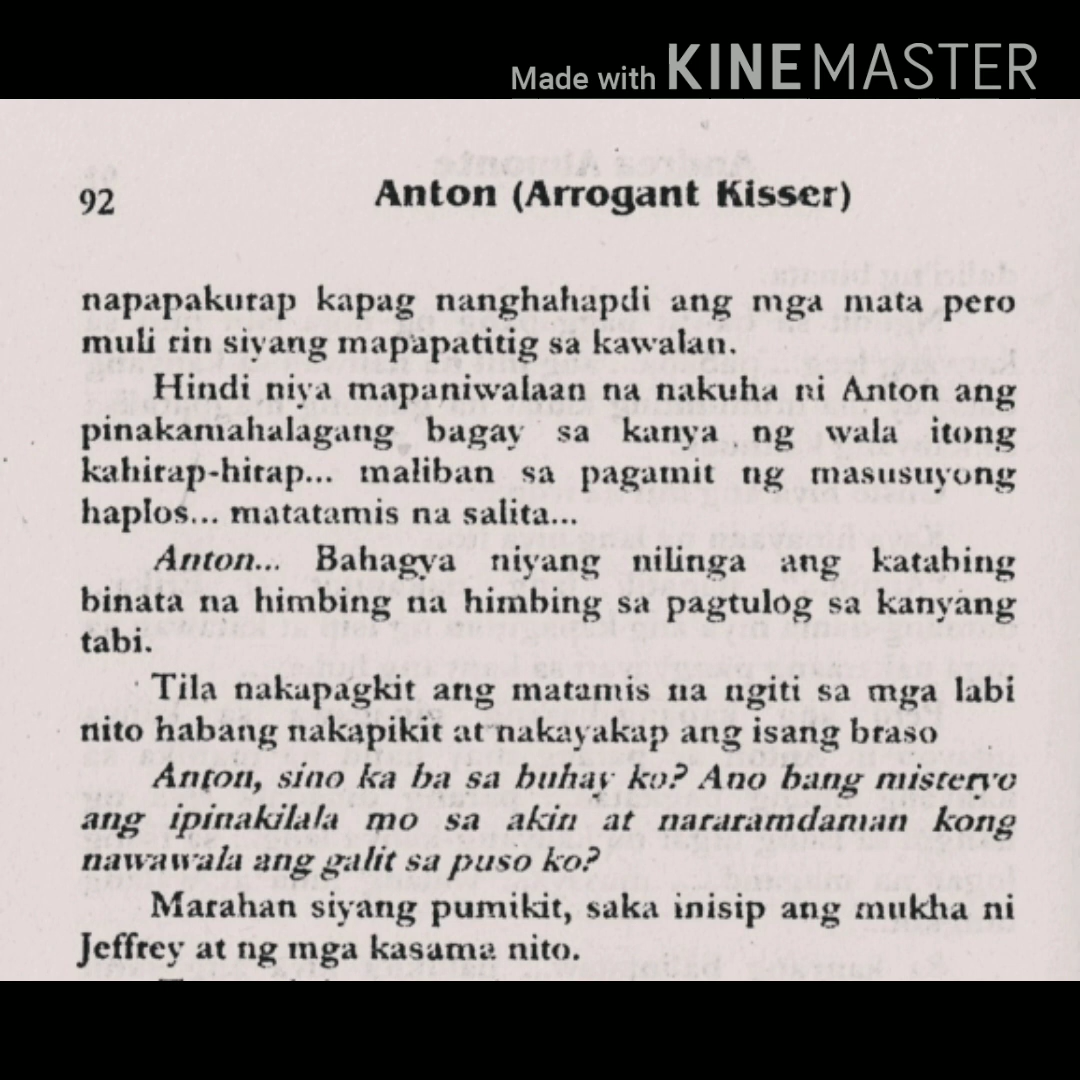 Made with KINEMASTER
92 Anton (Arrogant Kisser)
napapakurap kapag nanghahapdi ang mga mata pero
muli rin siyang mapapatitig sa kawalan.
Hindi niya mapaniwalaan na nakuha ni Anton ang
pinakamahalagang bagay sa kanya ng wala itong
kahirap-hirap... maliban sa pagamit ng masusuyong
haplos... matatamis na salita...
Anton... Bahagya niyang nilinga ang katabing
binata na himbing na himbing sa pagtulog sa kanyang
tabi.
Tila nakapagkit ang matamis na ngiti sa mga labi
nito habang nakapikit at nakayakap ang isang braso
Anton, sino ka ba sa buhay ko? Ano bang misteryo
ang ipinakilala mo sa akin at nararamdaman kong
nawawala ang galit sa puso ko?
Marahan siyang pumikit, saka inisip ang mukha ni
Jeffrey at ng mga kasama nito.